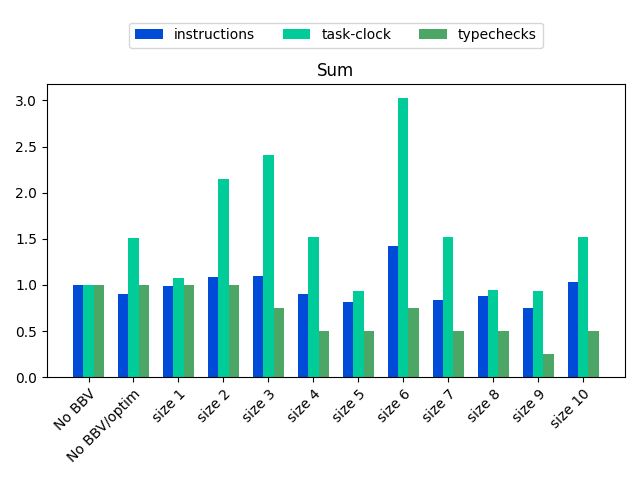 instructions task-clock typechecks
Sum
3.0
2.5
2.0
1.5
1.0
0.5
0.0
No BBV No BBV/optim size 1 size 2 size 3 size 4 size 5 size 6 size 7 size 8 size 9 size 10